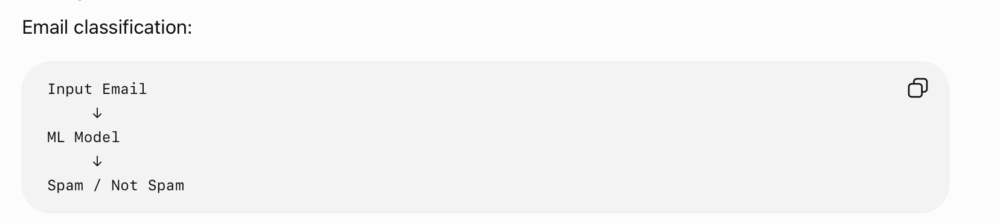 Email classification:
Input Email
↓
ML Model
↓
Spam / Not Spam